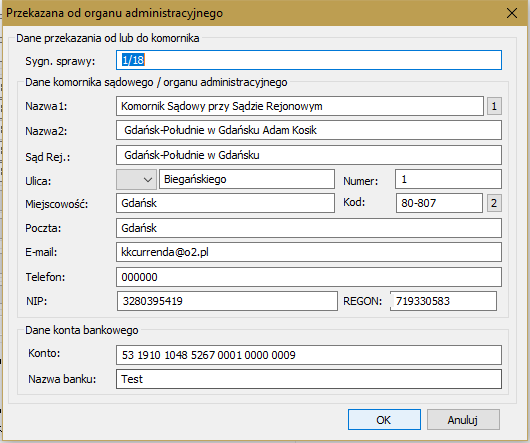 Przekazana od organu administracyjnego
Dane przekazania od lub do komornika
Sygn. sprawy: 1/18
Dane komornika sądowego / organu administracyjnego
Nazwa1: Komornik Sądowy przy Sądzie Rejonowym 1
Nazwa2: Gdańsk-Południe w Gdańsku Adam Kosik
Sąd Rej.: Gdańsk-Południe w Gdańsku
Ulica: Biegańskiego Numer: 1
Miejscowość: Gdańsk Kod: 80-807 2
Poczta: Gdańsk
E-mail: kkcurrenda@o2.pl
Telefon: 000000
NIP: 3280395419 REGON: 719330583
Dane konta bankowego
Konto: 53 1910 1048 5267 0001 0000 0009
Nazwa banku: Test
OK Anuluj